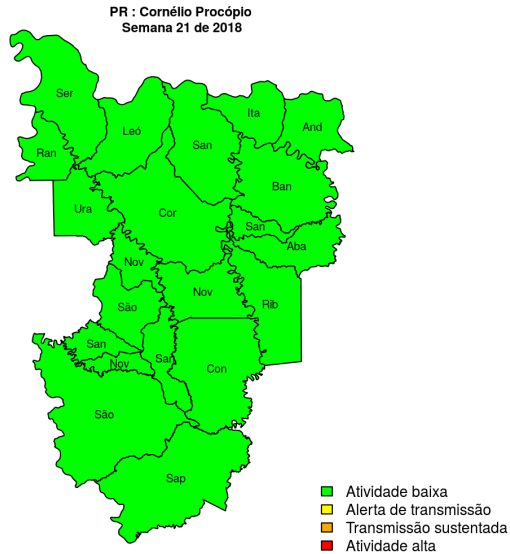 PR : Cornélio Procópio
Semana 21 de 2018
Ser
Ita
Leó
And
San
Ran
Ban
Ura
Cor
San
Aba
Nov
Nov
Rib
São
San
San
Nov
Con
São
Sap
Atividade baixa
Alerta de transmissão
Transmissão sustentada
Atividade alta